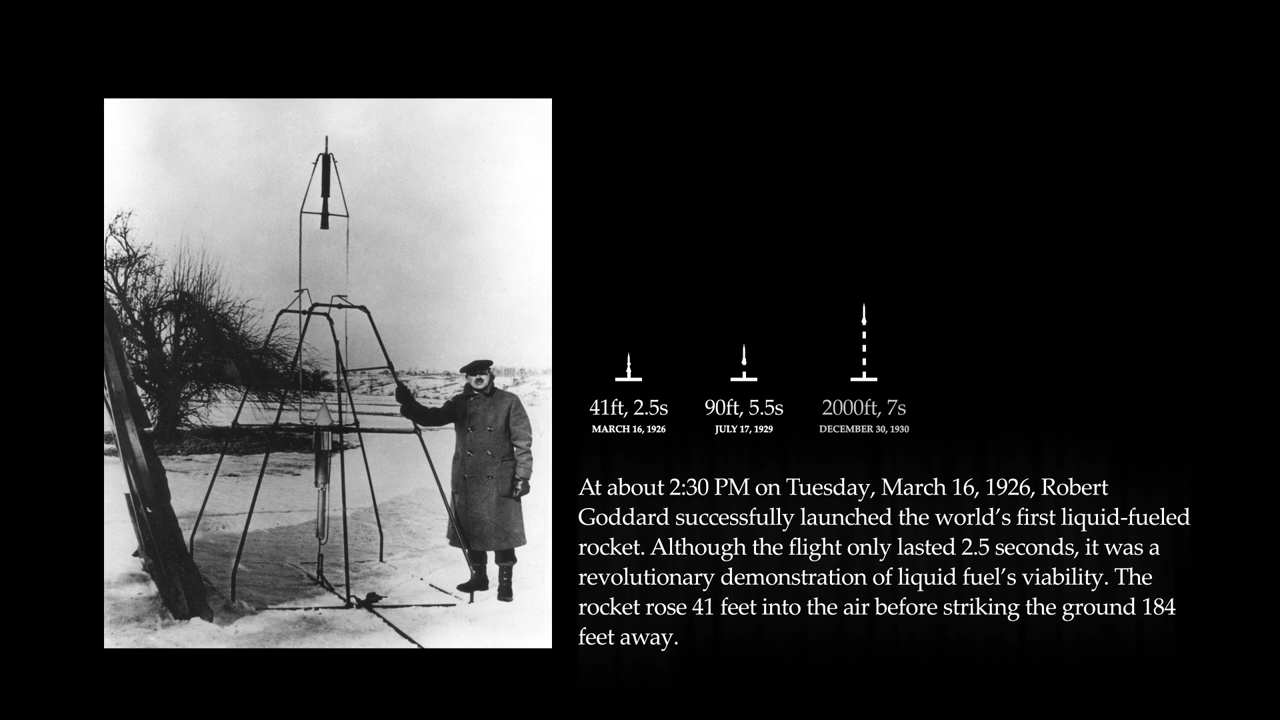 41ft, 2.5s 90ft, 5.5s 2000ft, 7s
MARCH 16, 1926 JULY 17, 1929 DECEMBER 30, 1930
At about 2:30 PM on Tuesday, March 16, 1926, Robert
Goddard successfully launched the world’s first liquid-fueled
rocket. Although the flight only lasted 2.5 seconds, it was a
revolutionary demonstration of liquid fuel’s viability. The
rocket rose 41 feet into the air before striking the ground 184
feet away.